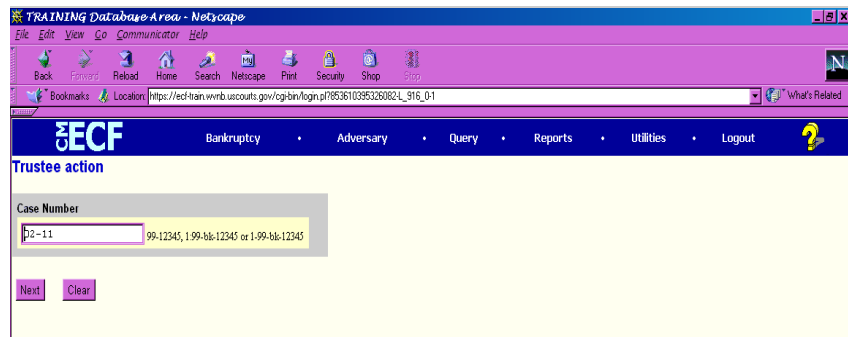 TRAINING Database Area - Netscape
File Edit View Go Communicator Help
Back Forward Reload Home Search Netscape Print Security Shop Stop
Bookmarks Location: https://ecf-train.wvnb.uscourts.gov/cgi-bin/login.pl?853610395326082-L_916_0-1 What's Related
CM ECF Bankruptcy • Adversary • Query • Reports • Utilities • Logout ?
Trustee action
Case Number
02-11 99-12345, 1:99-bk-12345 or 1-99-bk-12345
Next Clear